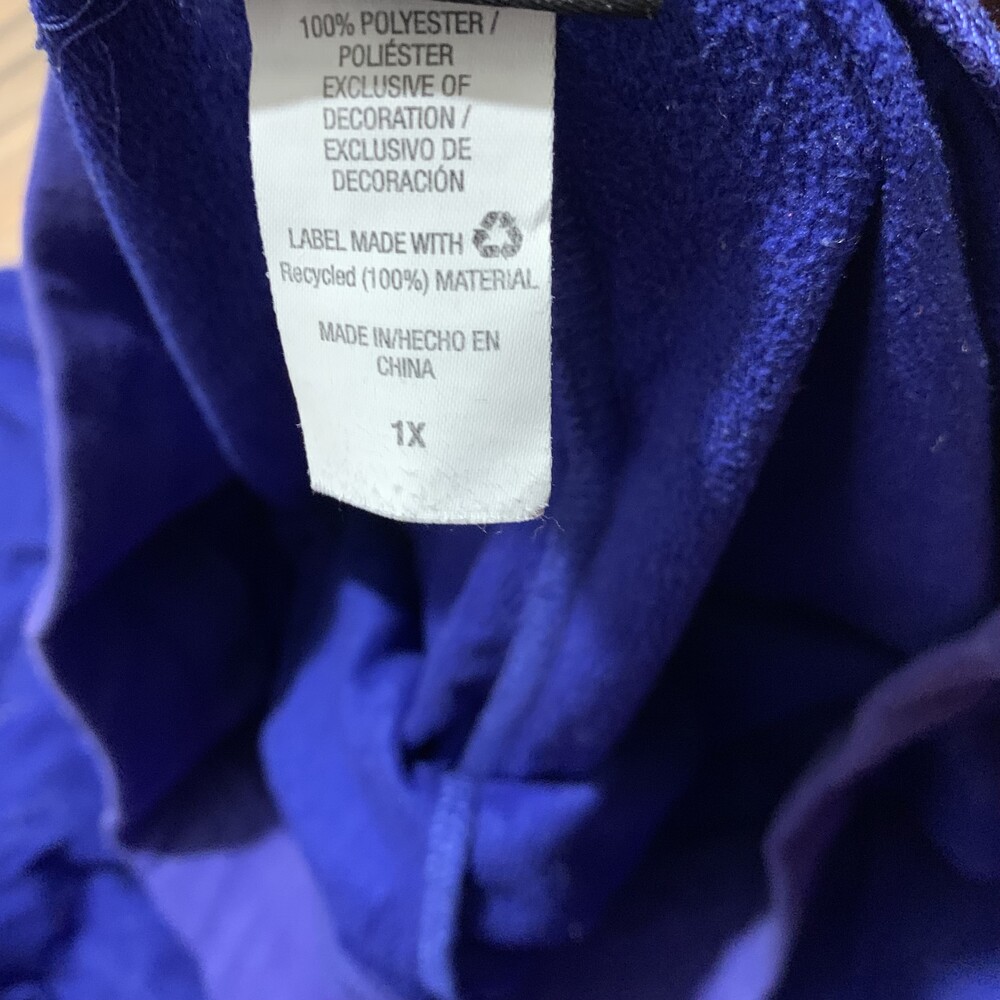 100% POLYESTER /
POLIÉSTER
EXCLUSIVE OF
DECORATION /
EXCLUSIVO DE
DECORACIÓN
LABEL MADE WITH
Recycled (100%) MATERIAL
MADE IN/HECHO EN
CHINA
1X